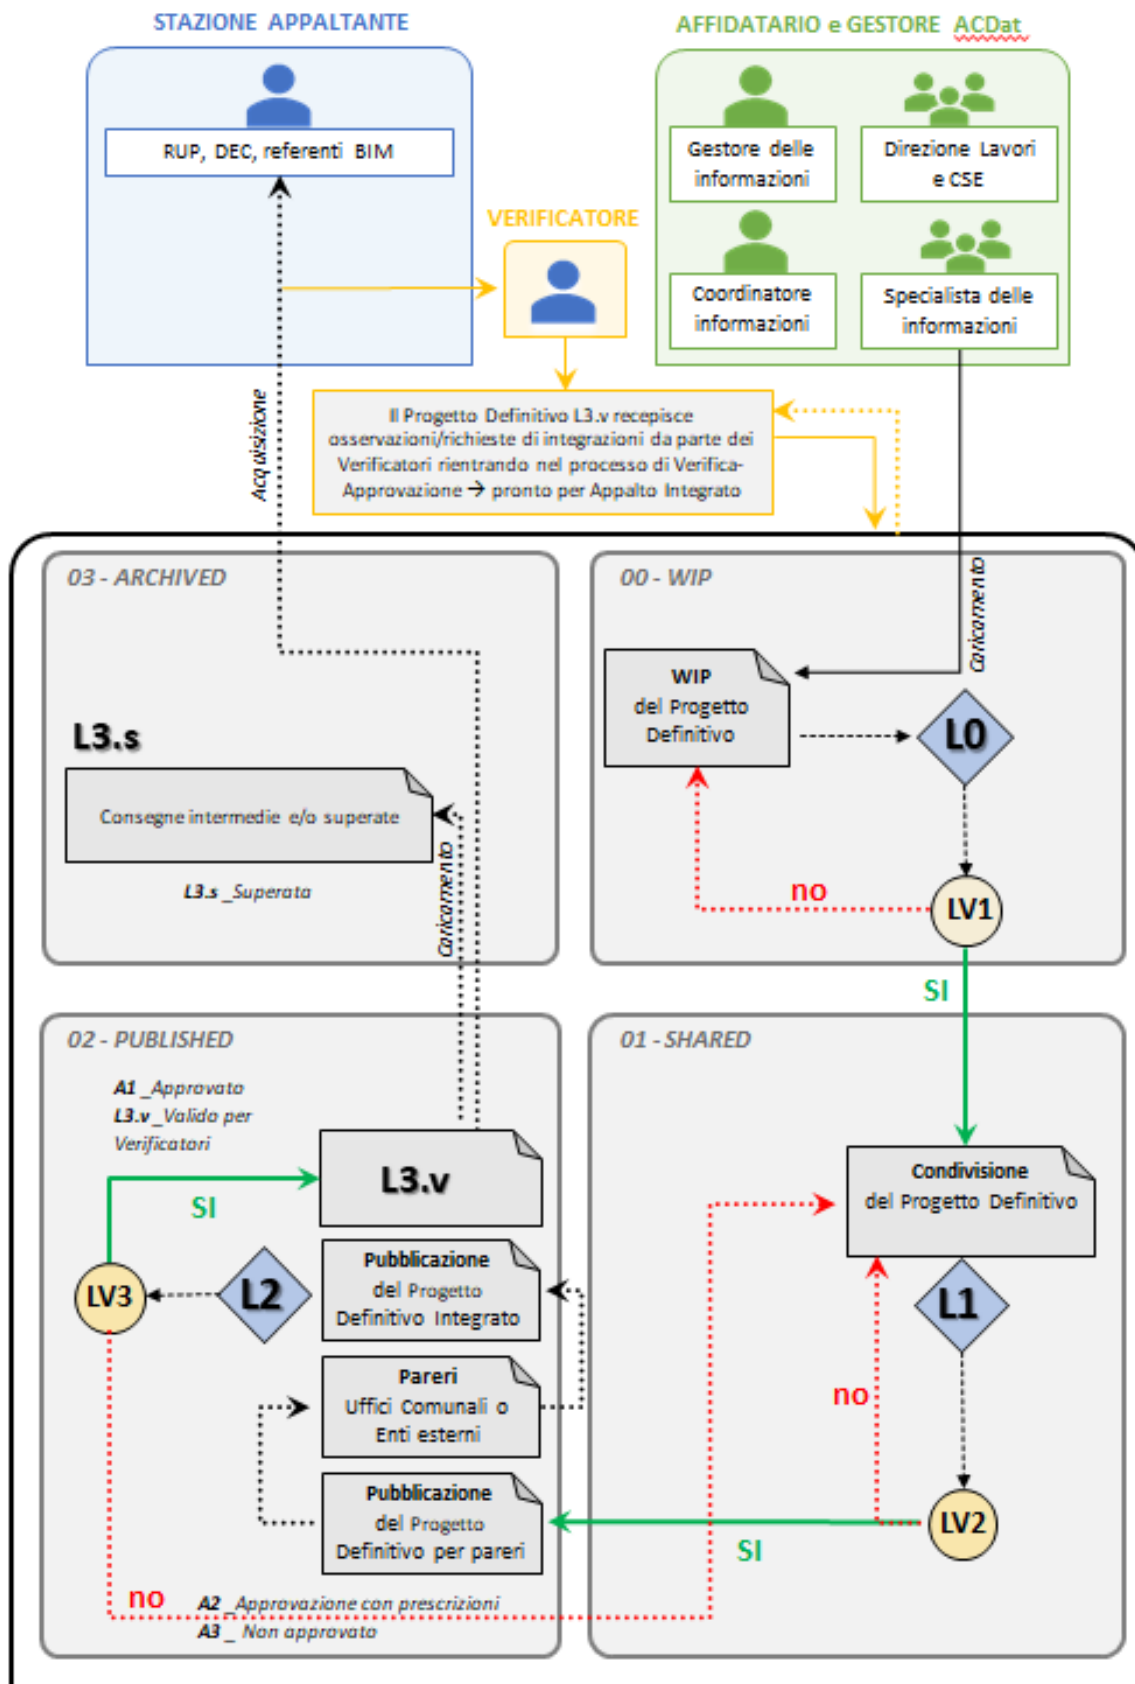 STAZIONE APPALTANTE
RUP, DEC, referenti BIM
AFFIDATARIO e GESTORE ACDat
Gestore delle
informazioni
Direzione Lavori
e CSE
Coordinatore
informazioni
Specialista delle
informazioni
VERIFICATORE
Il Progetto Definitivo L3.v recepisce
osservazioni/richieste di integrazioni da parte dei
Verificatori rientrando nel processo di Verifica-
Approvazione → pronto per Appalto Integrato
Acquisizione
03 - ARCHIVED
L3.s
Consegne intermedie e/o superate
L3.s _Superata
Caricamento
00 - WIP
Caricamento
WIP
del Progetto
Definitivo
L0
LV1
no
SI
02 - PUBLISHED
A1 _Approvato
L3.v _Valido per
Verificatori
SI
L3.v
LV3
L2
Pubblicazione
del Progetto
Definitivo Integrato
Pareri
Uffici Comunali o
Enti esterni
Pubblicazione
del Progetto
Definitivo per pareri
no
A2 _Approvazione con prescrizioni
A3 _ Non approvato
01 - SHARED
Condivisione
del Progetto Definitivo
L1
no
LV2
SI